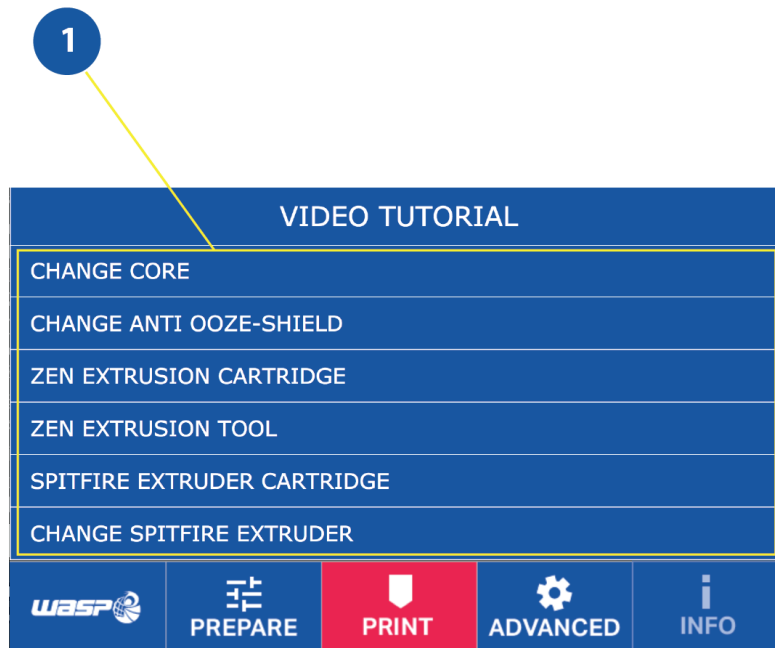 1
VIDEO TUTORIAL
CHANGE CORE
CHANGE ANTI OOZE-SHIELD
ZEN EXTRUSION CARTRIDGE
ZEN EXTRUSION TOOL
SPITFIRE EXTRUDER CARTRIDGE
CHANGE SPITFIRE EXTRUDER
wasp PREPARE PRINT ADVANCED INFO